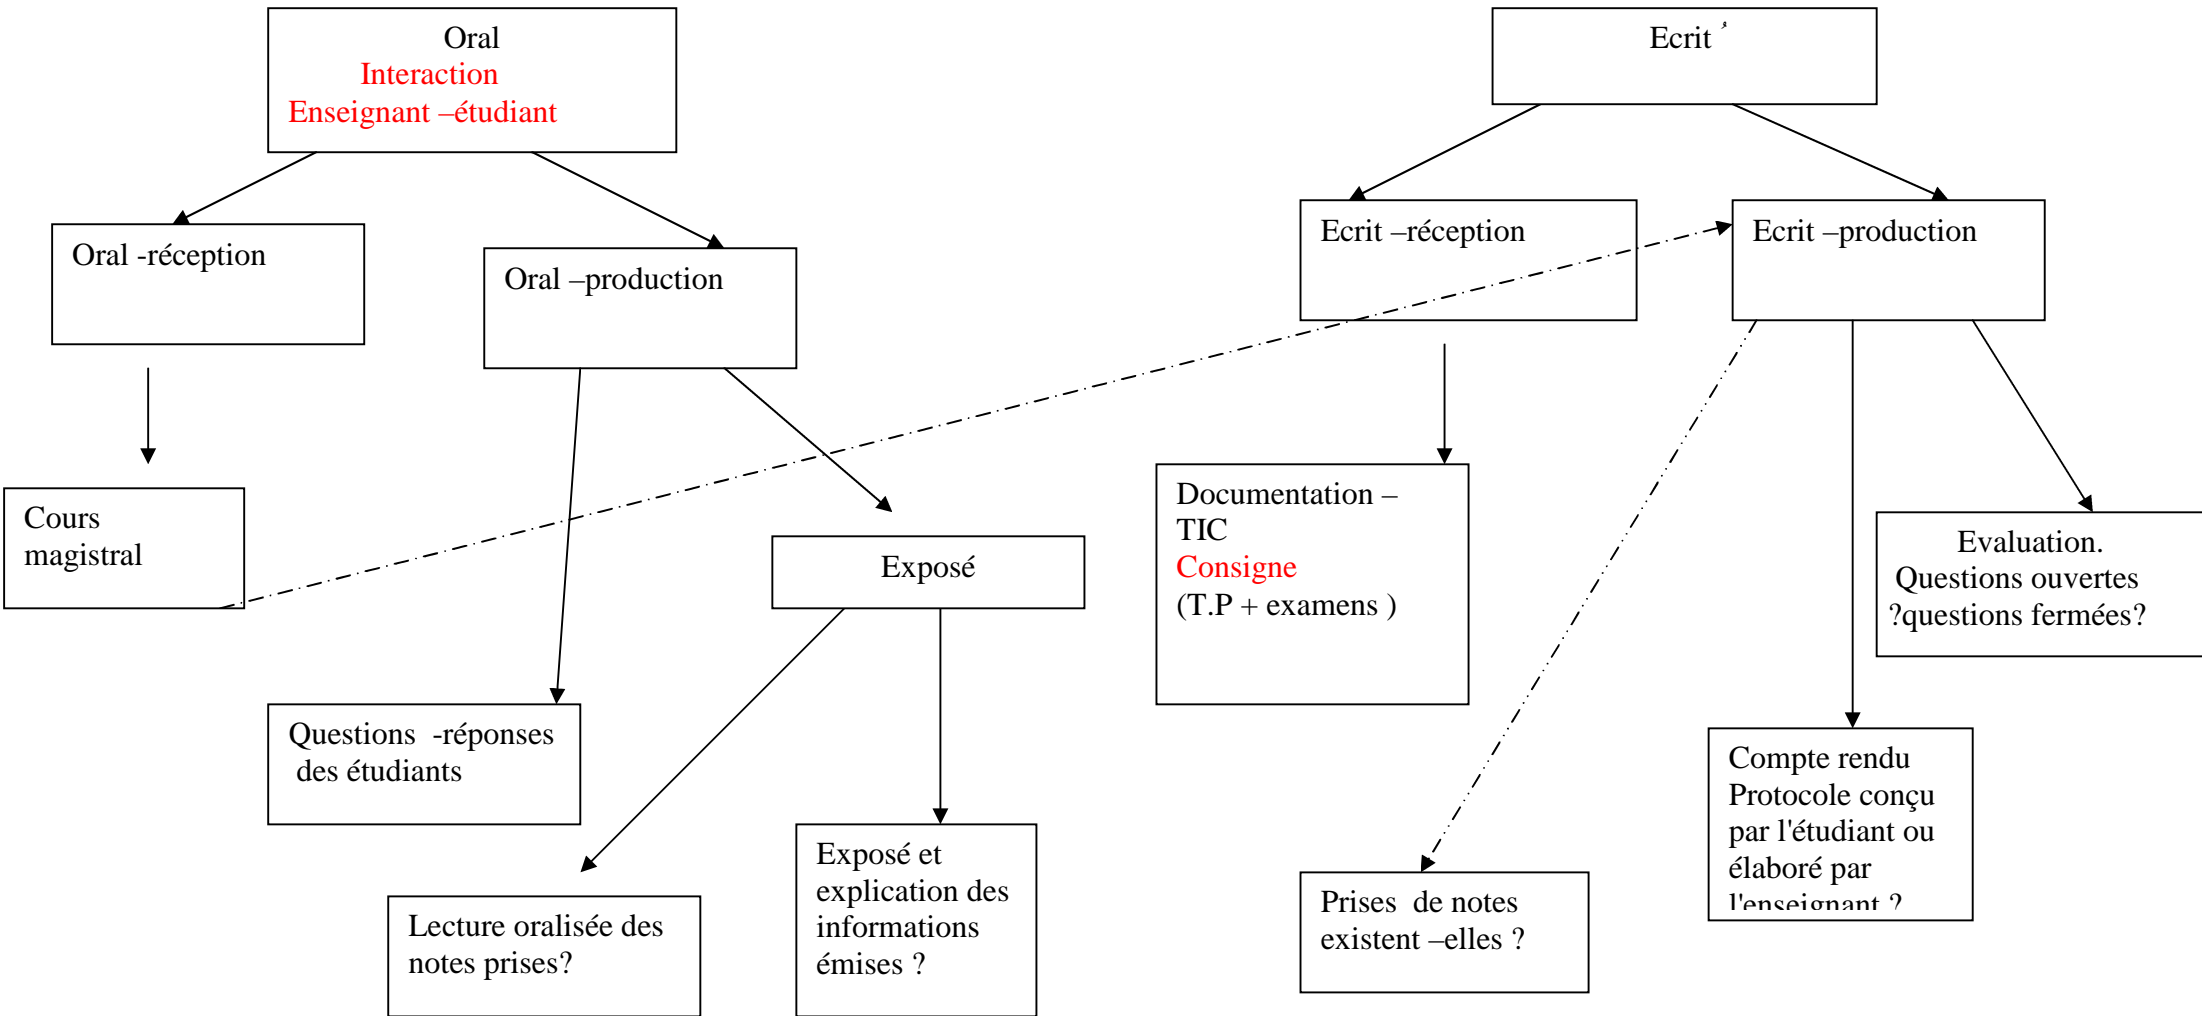 Oral
Interaction
Enseignant –étudiant
Ecrit
Oral -réception
Oral –production
Ecrit –réception
Ecrit –production
Cours
magistral
Exposé
Documentation –
TIC
Consigne
(T.P + examens )
Evaluation.
Questions ouvertes
?questions fermées?
Questions -réponses
des étudiants
Compte rendu
Protocole conçu
par l'étudiant ou
élaboré par
l'enseignant ?
Lecture oralisée des
notes prises?
Exposé et
explication des
informations
émises ?
Prises de notes
existent –elles ?